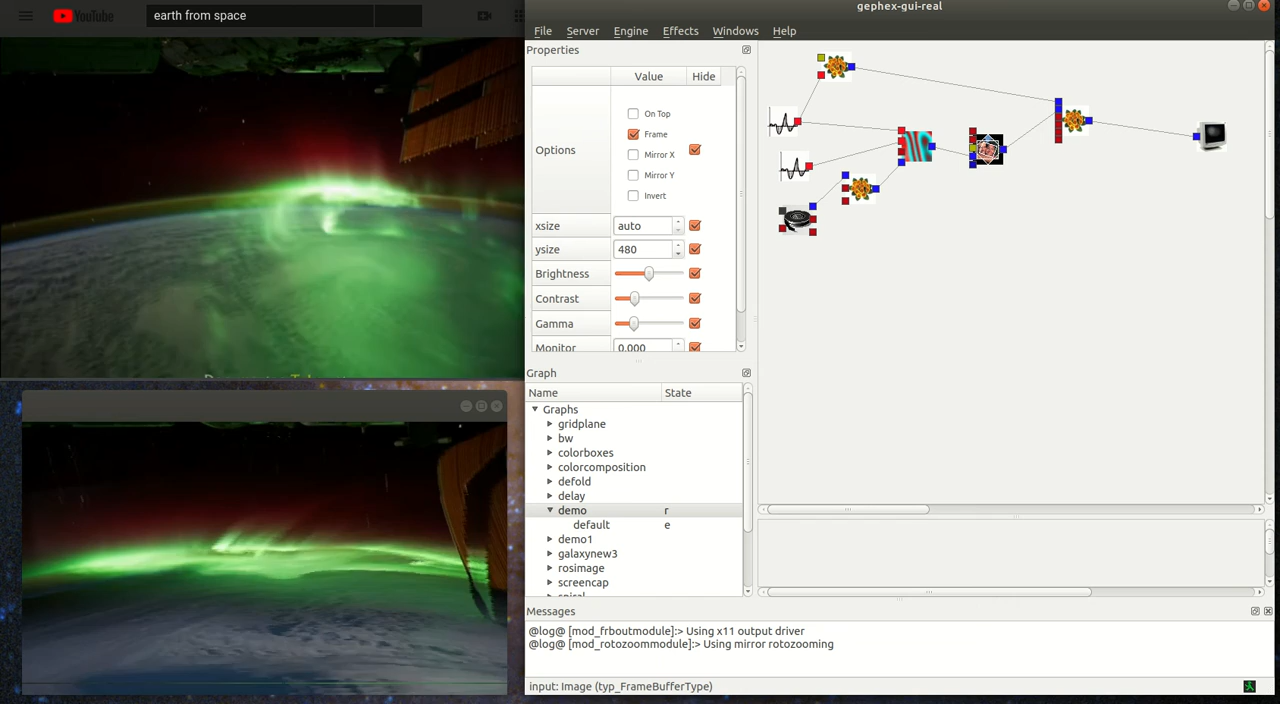 YouTube
earth from space
gephex-gui-real
File Server Engine Effects Windows Help
Properties
Value Hide
Options
On Top
Frame
Mirror X
Mirror Y
Invert
xsize auto
ysize 480
Brightness
Contrast
Gamma
Monitor 0.000
Graph
Name State
Graphs
gridplane
bw
colorboxes
colorcomposition
defold
delay
demo r
default e
demo1
galaxynew3
rosimage
screencap
spiral
Messages
@log@ [mod_frboutmodule]:> Using x11 output driver
@log@ [mod_rotozoommodule]:> Using mirror rotozooming
input: Image (typ_FrameBufferType)